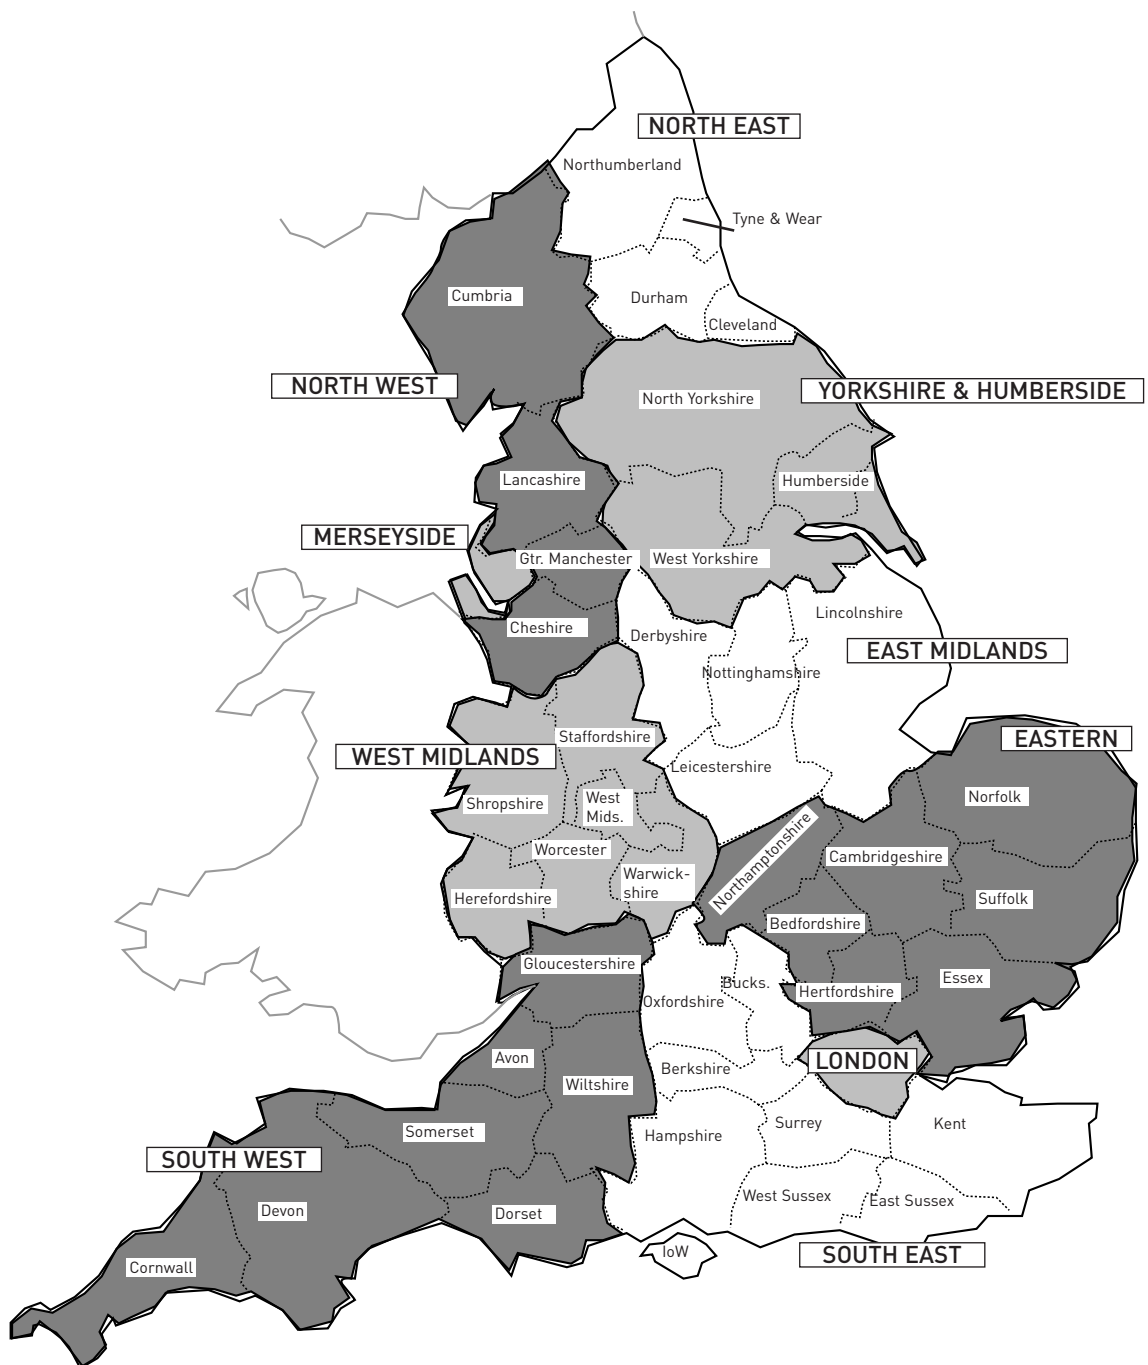 NORTH EAST
Northumberland
Tyne & Wear
Cumbria
Durham
Cleveland
NORTH WEST
YORKSHIRE & HUMBERSIDE
North Yorkshire
Lancashire
Humberside
MERSEYSIDE
Gtr. Manchester
West Yorkshire
Lincolnshire
Cheshire
Derbyshire
EAST MIDLANDS
Nottinghamshire
Staffordshire
EASTERN
WEST MIDLANDS
Leicestershire
Norfolk
Shropshire
West
Mids.
Northamptonshire
Worcester
Cambridgeshire
Warwick-
shire
Herefordshire
Suffolk
Bedfordshire
Gloucestershire
Essex
Bucks.
Hertfordshire
Oxfordshire
Avon
LONDON
Berkshire
Wiltshire
Surrey
Kent
Somerset
Hampshire
SOUTH WEST
West Sussex
East Sussex
Devon
Dorset
IoW
SOUTH EAST
Cornwall